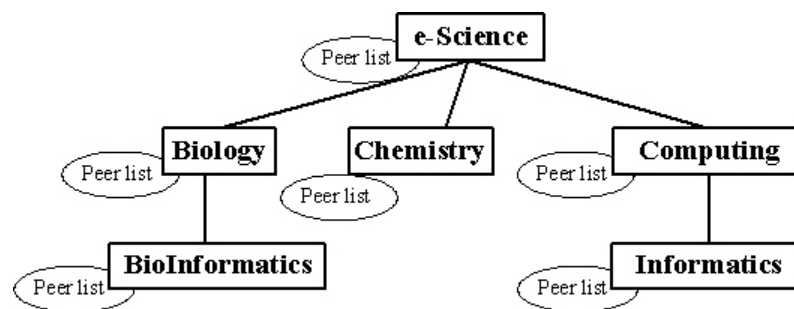 e-Science
Peer list
Biology
Chemistry
Computing
Peer list
Peer list
Peer list
BioInformatics
Informatics
Peer list
Peer list